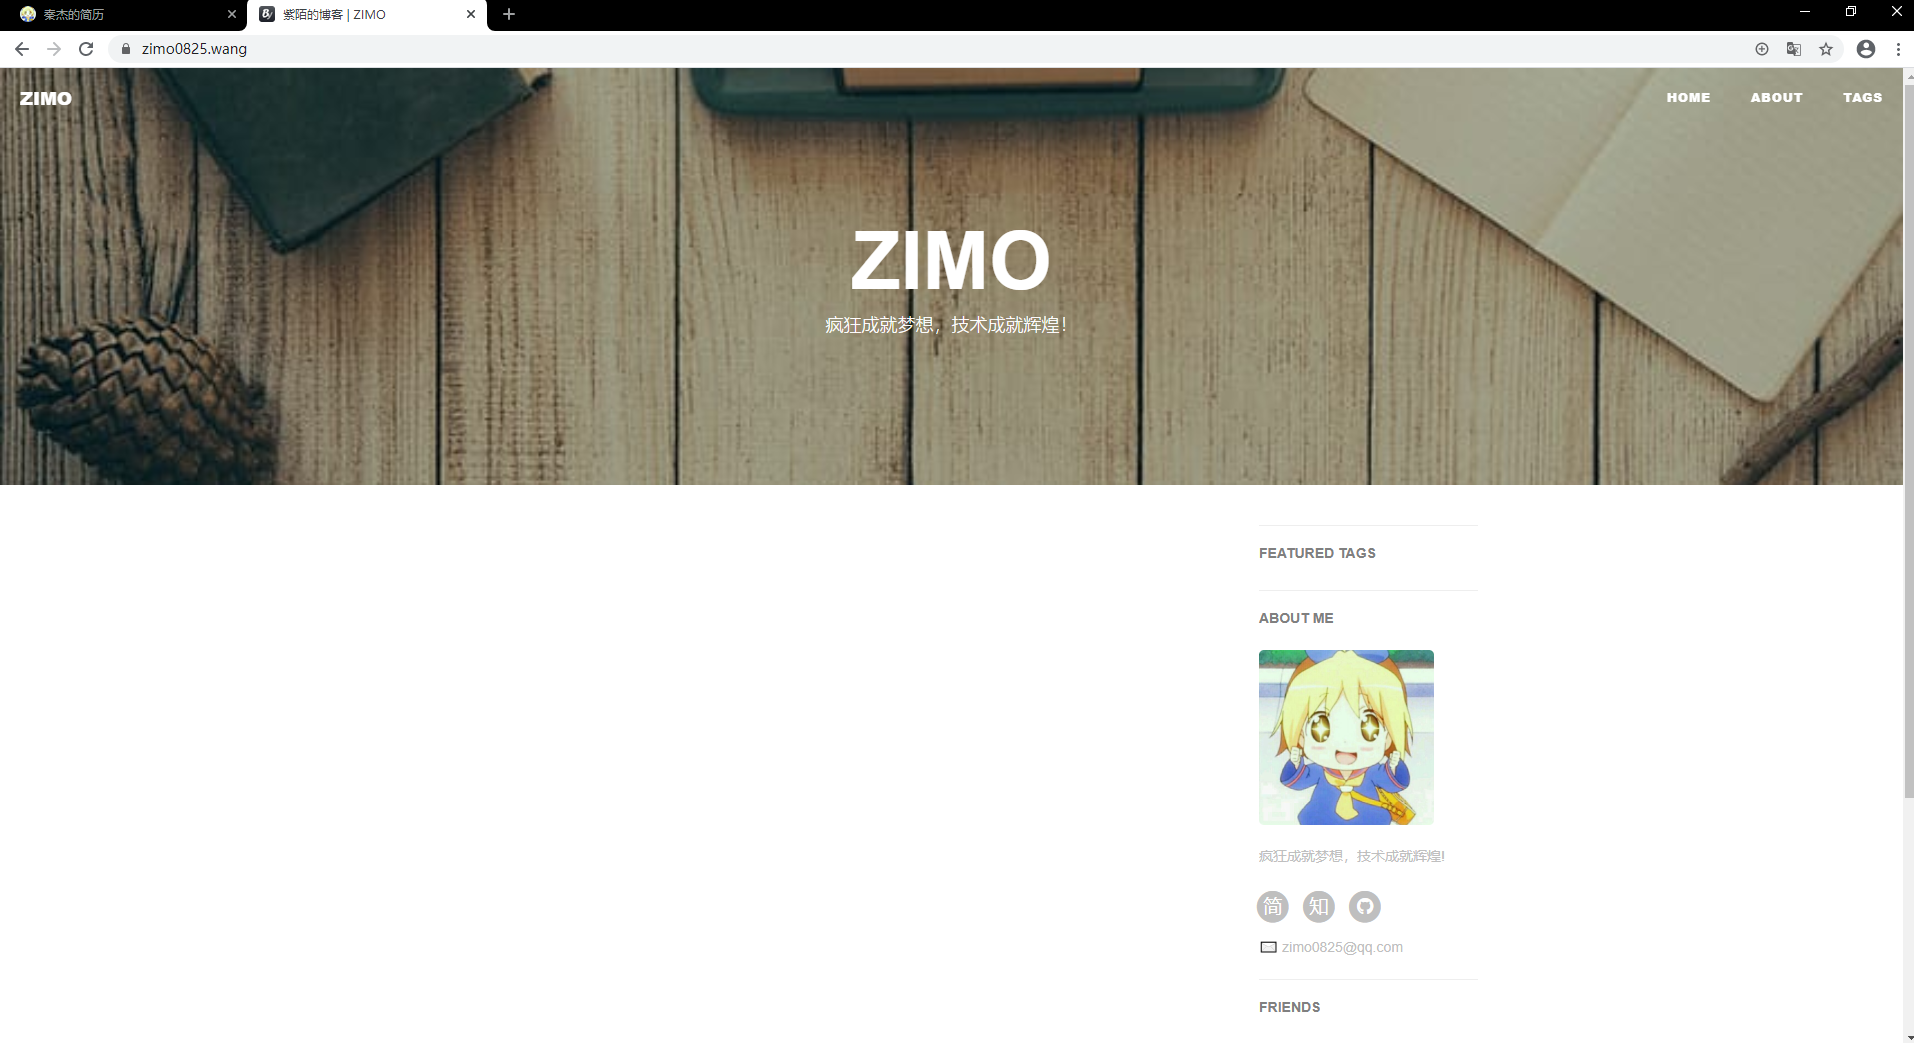 秦杰的简历
紫陌的博客 | ZIMO
zimo0825.wang
ZIMO
HOME
ABOUT
TAGS
ZIMO
疯狂成就梦想，技术成就辉煌！
FEATURED TAGS
ABOUT ME
疯狂成就梦想，技术成就辉煌!
简 知
zimo0825@qq.com
FRIENDS